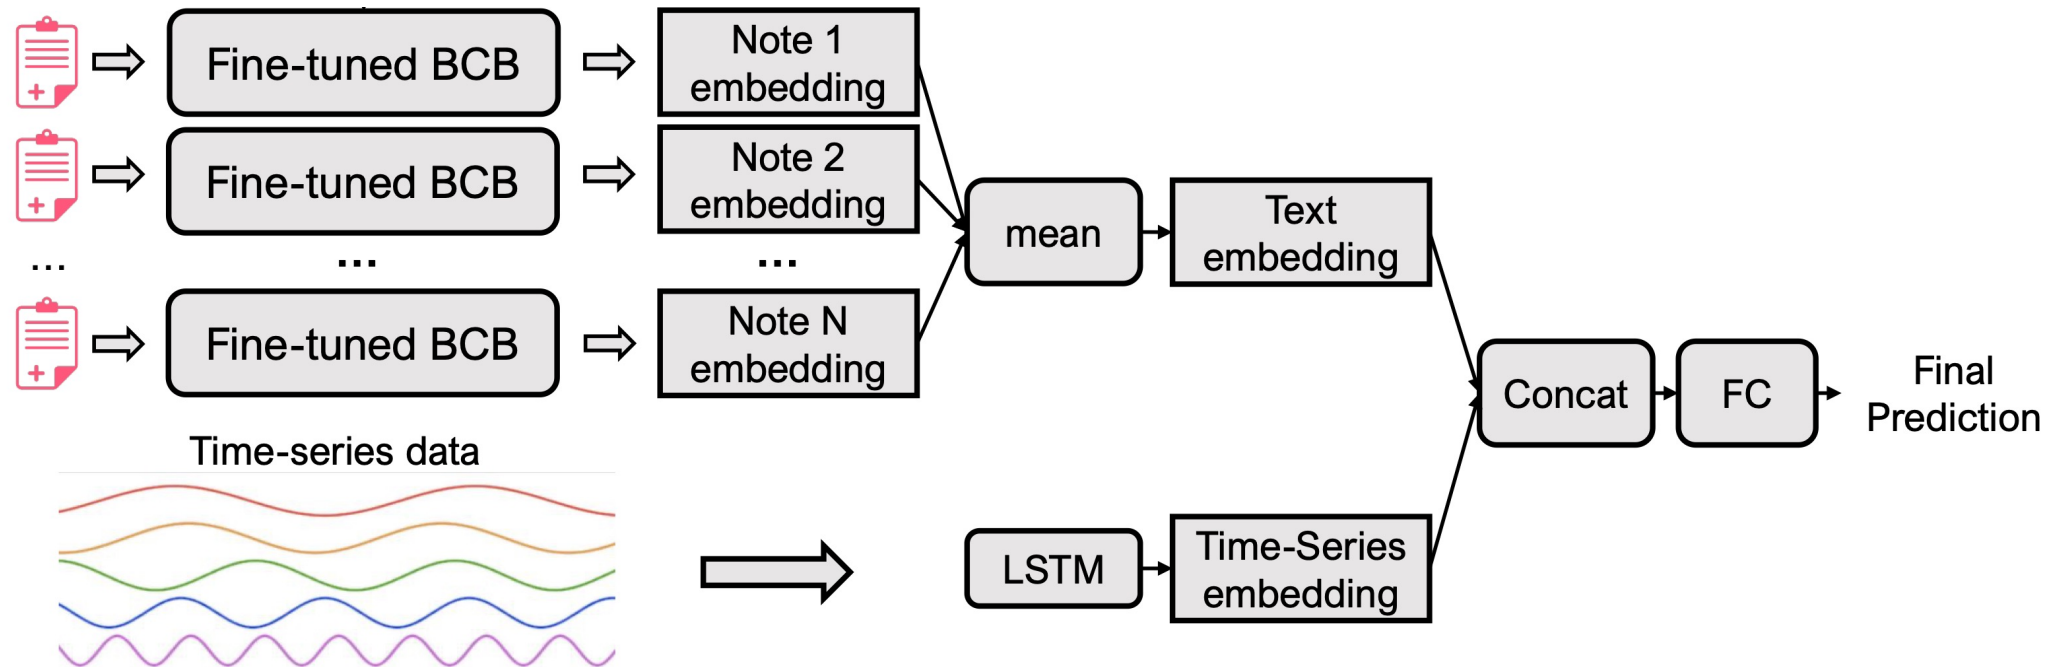 Fine-tuned BCB
Note 1
embedding
Fine-tuned BCB
Note 2
embedding
...
...
...
Fine-tuned BCB
Note N
embedding
mean
Text
embedding
Time-series data
LSTM
Time-Series
embedding
Concat
FC
Final
Prediction